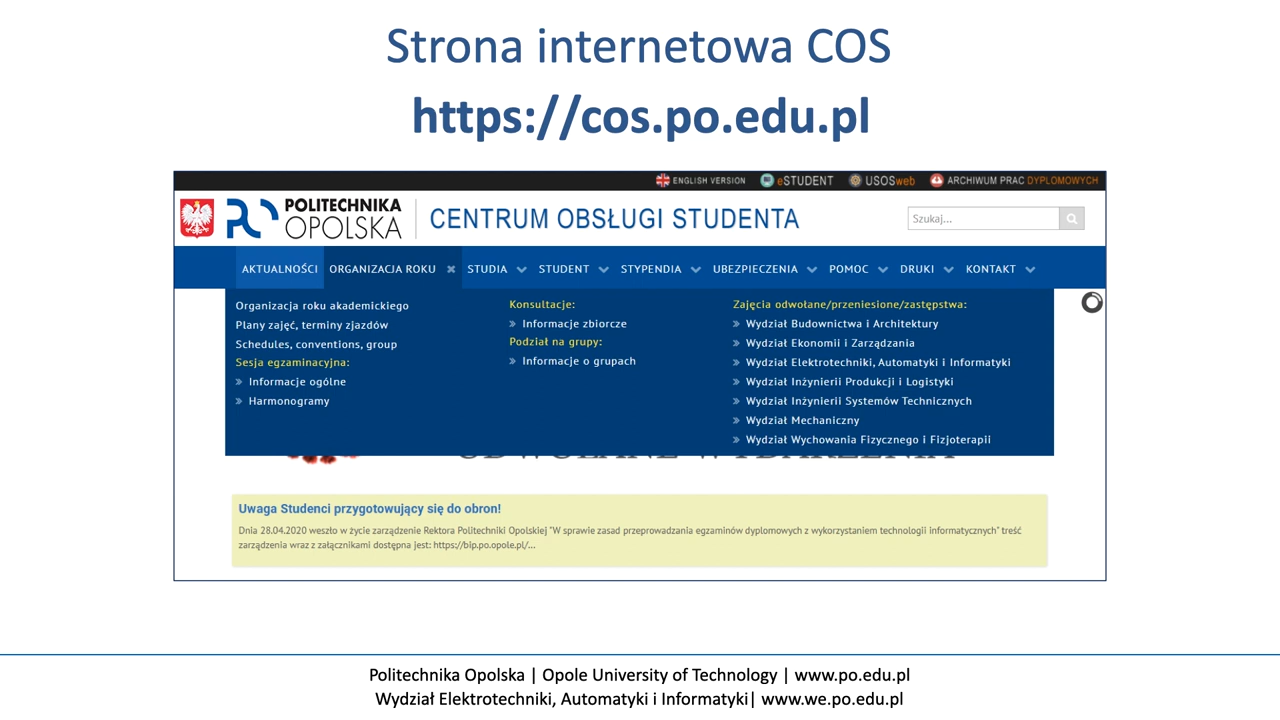 Strona internetowa COS
https://cos.po.edu.pl
ENGLISH VERSION eSTUDENT USOSweb ARCHIWUM PRAC DYPLOMOWYCH
POLITECHNIKA
OPOLSKA
CENTRUM OBSŁUGI STUDENTA
Szukaj...
AKTUALNOŚCI ORGANIZACJA ROKU STUDIA STUDENT STYPENDIA UBEZPIECZENIA POMOC DRUKI KONTAKT
Organizacja roku akademickiego
Plany zajęć, terminy zjazdów
Schedules, conventions, group
Sesja egzaminacyjna:
» Informacje ogólne
» Harmonogramy
Konsultacje:
» Informacje zbiorcze
Podział na grupy:
» Informacje o grupach
Zajęcia odwołane/przeniesione/zastępstwa:
» Wydział Budownictwa i Architektury
» Wydział Ekonomii i Zarządzania
» Wydział Elektrotechniki, Automatyki i Informatyki
» Wydział Inżynierii Produkcji i Logistyki
» Wydział Inżynierii Systemów Technicznych
» Wydział Mechaniczny
» Wydział Wychowania Fizycznego i Fizjoterapii
ODWOŁANE WYDARZENIA
Uwaga Studenci przygotowujący się do obron!
Dnia 28.04.2020 weszło w życie zarządzenie Rektora Politechniki Opolskiej "W sprawie zasad przeprowadzania egzaminów dyplomowych z wykorzystaniem technologii informatycznych" treść
zarządzenia wraz z załącznikami dostępna jest: https://bip.po.opole.pl/...
Politechnika Opolska | Opole University of Technology | www.po.edu.pl
Wydział Elektrotechniki, Automatyki i Informatyki| www.we.po.edu.pl